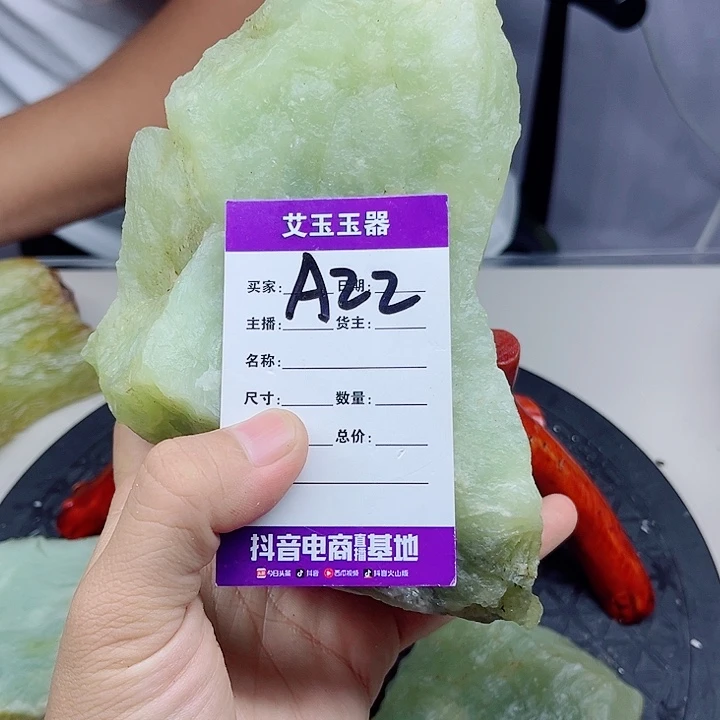 艾玉玉器
买家: A22 日期:
主播: 货主:
名称:
尺寸: 数量:
总价:
抖音电商直播基地
今日头条 抖音 西瓜视频 抖音火山版